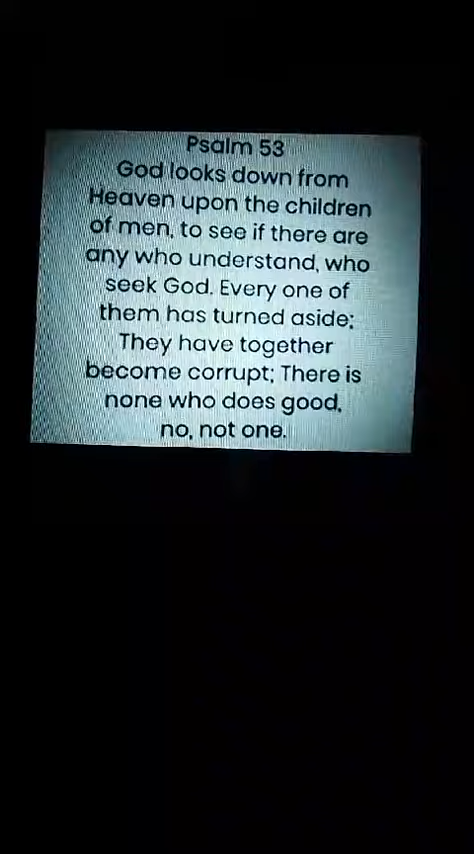 Psalm 53
God looks down from
Heaven upon the children
of men, to see if there are
any who understand, who
seek God. Every one of
them has turned aside;
They have together
become corrupt; There is
none who does good,
no, not one.